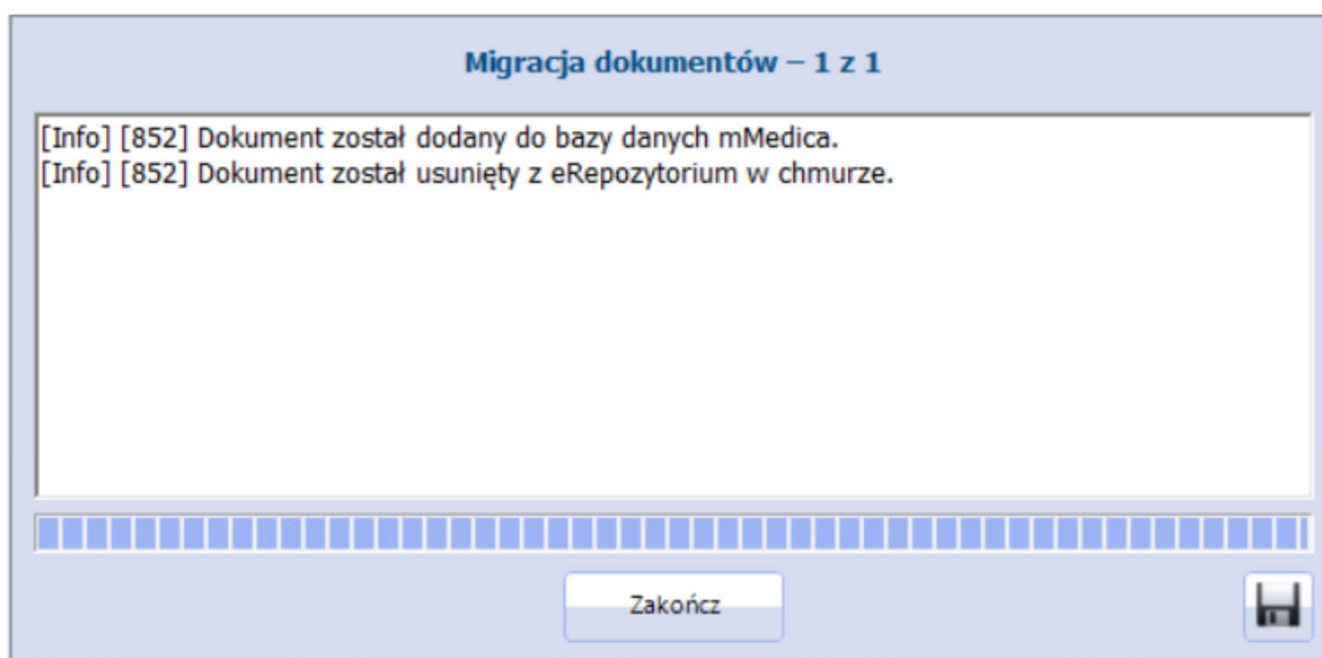 Migracja dokumentów – 1 z 1
[Info] [852] Dokument został dodany do bazy danych mMedica.
[Info] [852] Dokument został usunięty z eRepozytorium w chmurze.
Zakończ